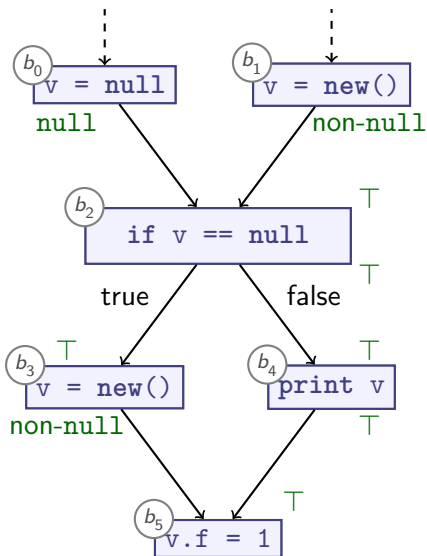 b0
v = null
b1
v = new()
null
non-null
b2
⊤
if v == null
⊤
true
false
b3
⊤
v = new()
non-null
b4
⊤
print v
⊤
b5
⊤
v.f = 1